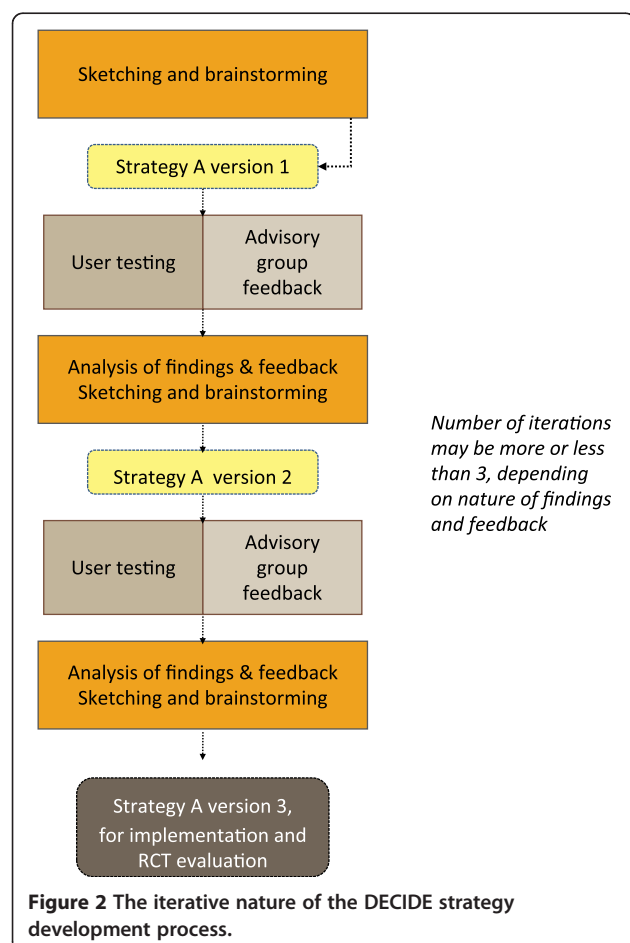 Sketching and brainstorming
Strategy A version 1
User testing
Advisory
group
feedback
Analysis of findings & feedback
Sketching and brainstorming
Number of iterations
may be more or less
than 3, depending
on nature of findings
and feedback
Strategy A version 2
User testing
Advisory
group
feedback
Analysis of findings & feedback
Sketching and brainstorming
Strategy A version 3,
for implementation and
RCT evaluation
Figure 2 The iterative nature of the DECIDE strategy
development process.